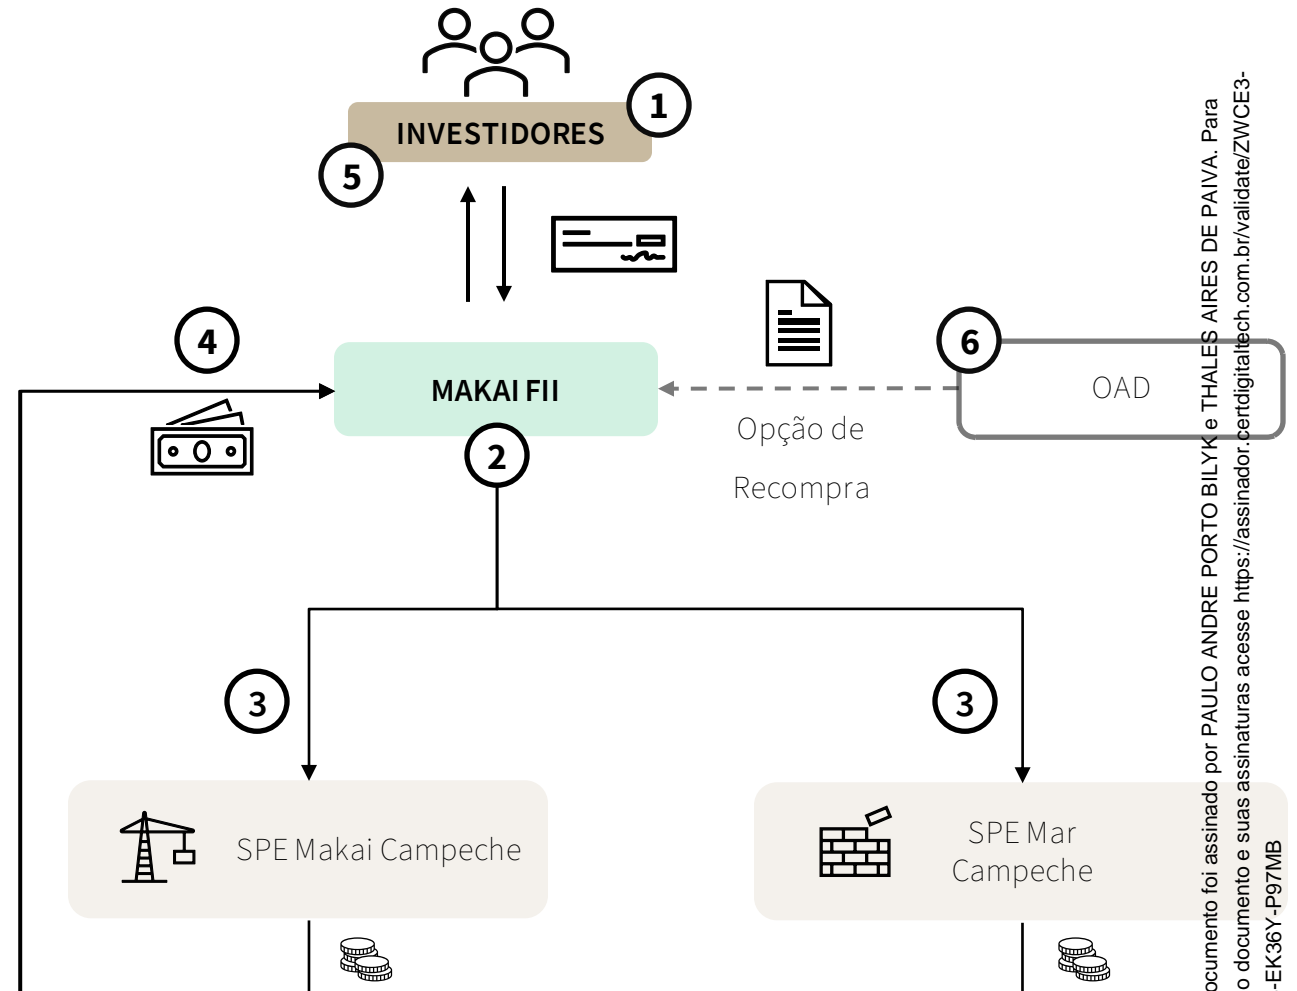 1
INVESTIDORES
5
4
MAKAI FII
6
OAD
2
Opção de
Recompra
3
3
SPE Makai Campeche
SPE Mar
Campeche
ocumento foi assinado por PAULO ANDRE PORTO BILYK e THALES AIRES DE PAIVA. Para
o documento e suas assinaturas acesse https://assinador.certdigitaltech.com.br/validate/ZWCE3-
-EK36Y-P97MB